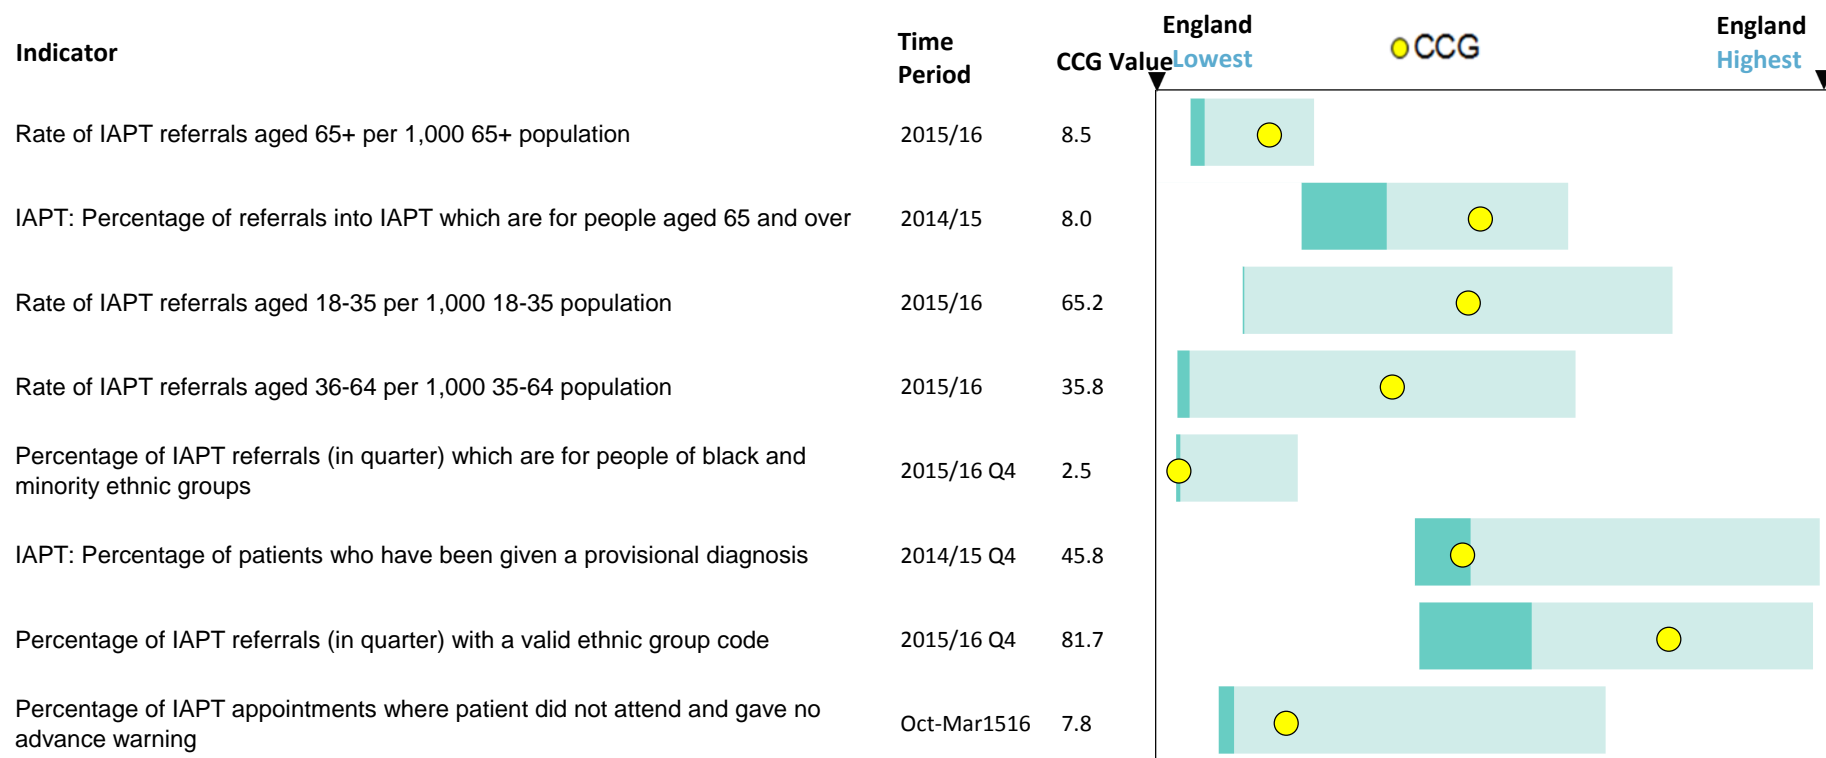 Indicator
Time
Period
CCG Value
England
Lowest
CCG
England
Highest
Rate of IAPT referrals aged 65+ per 1,000 65+ population
2015/16
8.5
IAPT: Percentage of referrals into IAPT which are for people aged 65 and over
2014/15
8.0
Rate of IAPT referrals aged 18-35 per 1,000 18-35 population
2015/16
65.2
Rate of IAPT referrals aged 36-64 per 1,000 35-64 population
2015/16
35.8
Percentage of IAPT referrals (in quarter) which are for people of black and
minority ethnic groups
2015/16 Q4
2.5
IAPT: Percentage of patients who have been given a provisional diagnosis
2014/15 Q4
45.8
Percentage of IAPT referrals (in quarter) with a valid ethnic group code
2015/16 Q4
81.7
Percentage of IAPT appointments where patient did not attend and gave no
advance warning
Oct-Mar1516
7.8